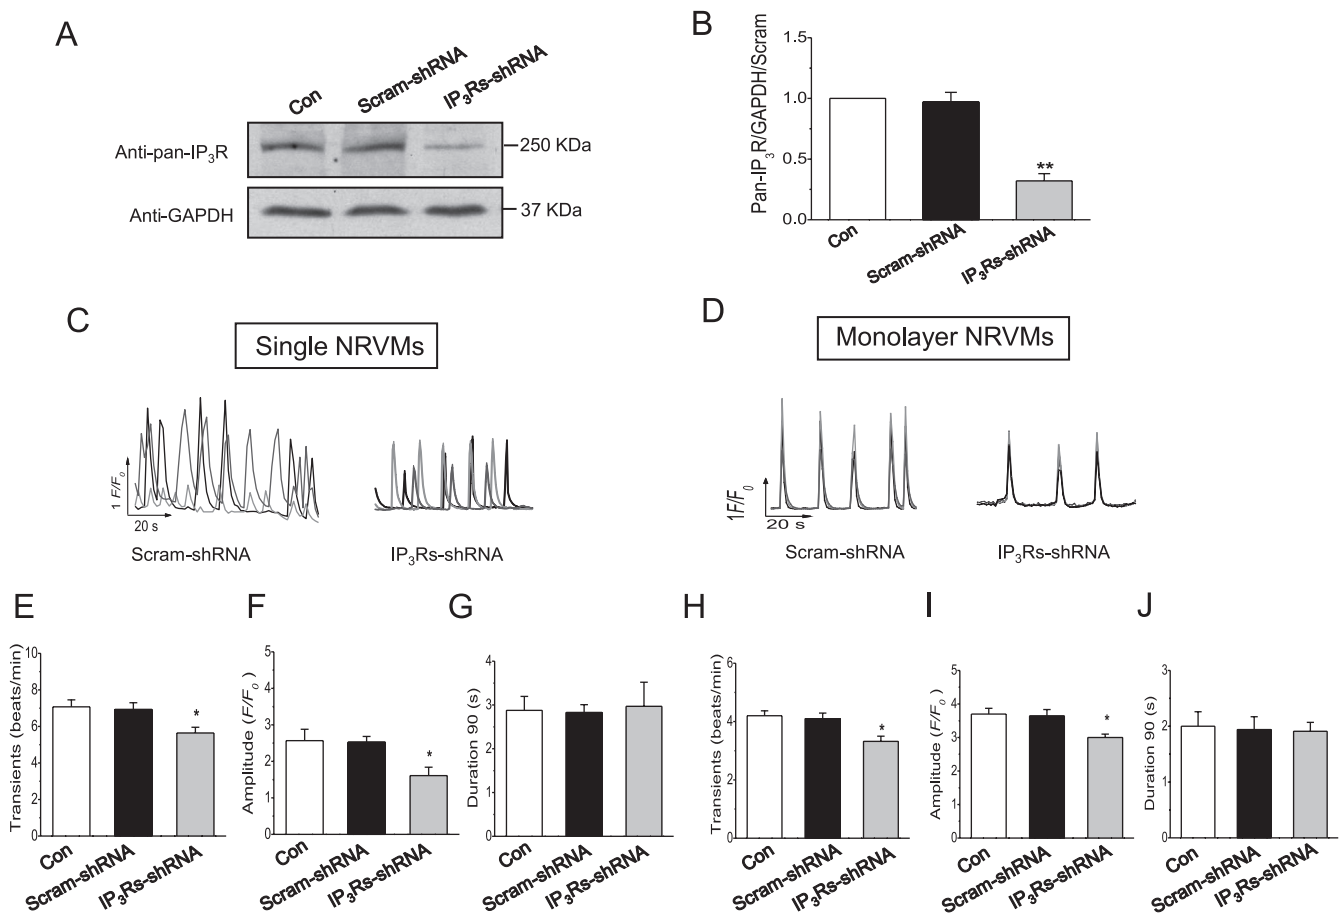 A
Con
Scram-shRNA
IP₃Rs-shRNA
Anti-pan-IP₃R
250 KDa
Anti-GAPDH
37 KDa
B
Pan-IP₃R/GAPDH/Scram
1.5
1.0
0.5
0.0
**
Con
Scram-shRNA
IP₃Rs-shRNA
C
Single NRVMs
1 F/F₀
20 s
Scram-shRNA
IP₃Rs-shRNA
D
Monolayer NRVMs
1F/F₀
20 s
Scram-shRNA
IP₃Rs-shRNA
E
Transients (beats/min)
10
8
6
4
2
0
*
Con
Scram-shRNA
IP₃Rs-shRNA
F
Amplitude (F/F₀ )
5
4
3
2
1
0
*
Con
Scram-shRNA
IP₃Rs-shRNA
G
Duration 90 (s)
4
3
2
1
0
Con
Scram-shRNA
IP₃Rs-shRNA
H
Transients (beats/min)
6
4
2
0
*
Con
Scram-shRNA
IP₃Rs-shRNA
I
Amplitude (F/F₀)
5
4
3
2
1
0
*
Con
Scram-shRNA
IP₃Rs-shRNA
J
Duration 90 (s)
3
2
1
0
Con
Scram-shRNA
IP₃Rs-shRNA